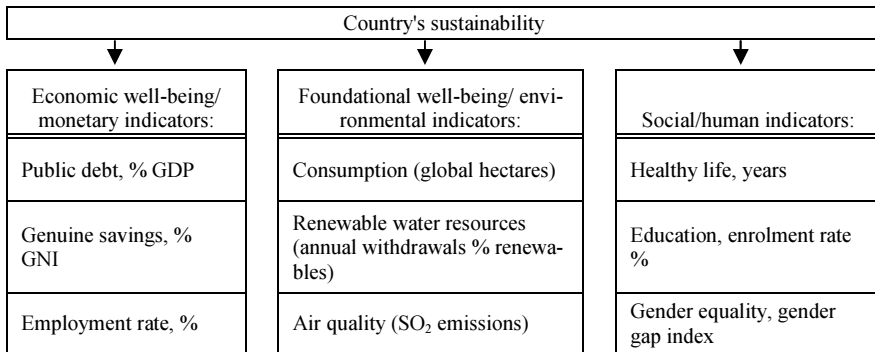 Country's sustainability
Economic well-being/
monetary indicators:
Public debt, % GDP
Genuine savings, %
GNI
Employment rate, %
Foundational well-being/ envi-
ronmental indicators:
Consumption (global hectares)
Renewable water resources
(annual withdrawals % renewa-
bles)
Air quality (SO₂ emissions)
Social/human indicators:
Healthy life, years
Education, enrolment rate
%
Gender equality, gender
gap index